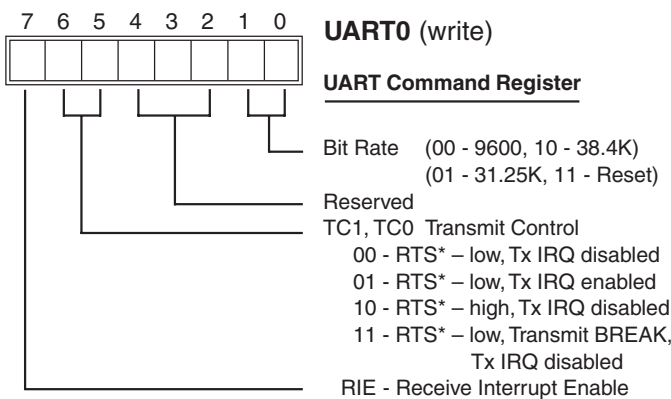 7 6 5 4 3 2 1 0
UART0 (write)
UART Command Register
Bit Rate (00 - 9600, 10 - 38.4K)
(01 - 31.25K, 11 - Reset)
Reserved
TC1, TC0 Transmit Control
00 - RTS* – low, Tx IRQ disabled
01 - RTS* – low, Tx IRQ enabled
10 - RTS* – high, Tx IRQ disabled
11 - RTS* – low, Transmit BREAK,
Tx IRQ disabled
RIE - Receive Interrupt Enable